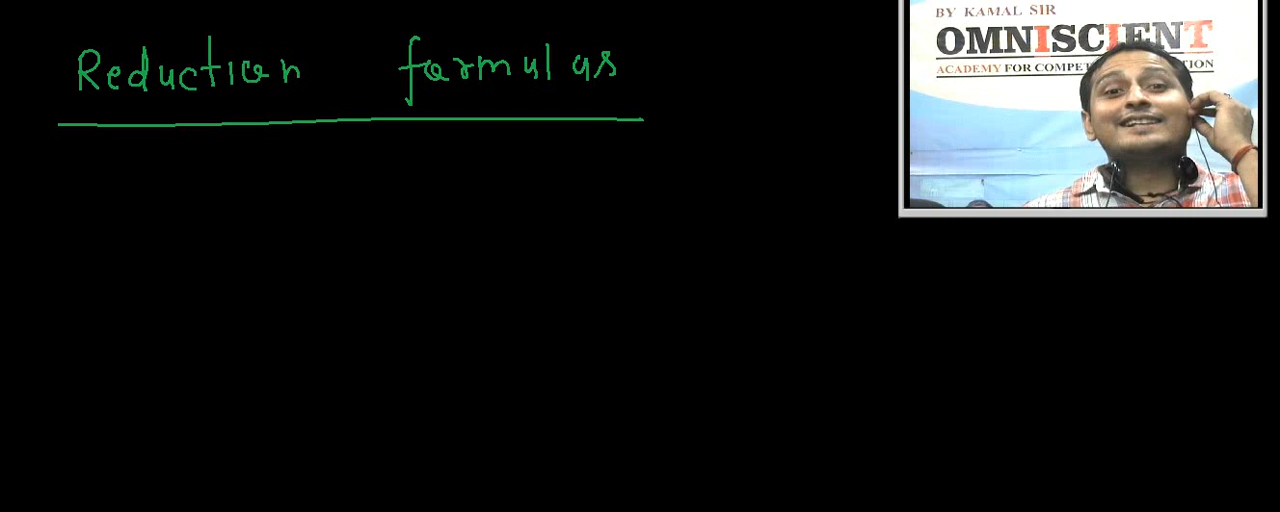 Reduction formulas
BY KAMAL SIR
OMNISCIENT
ACADEMY FOR COMPET